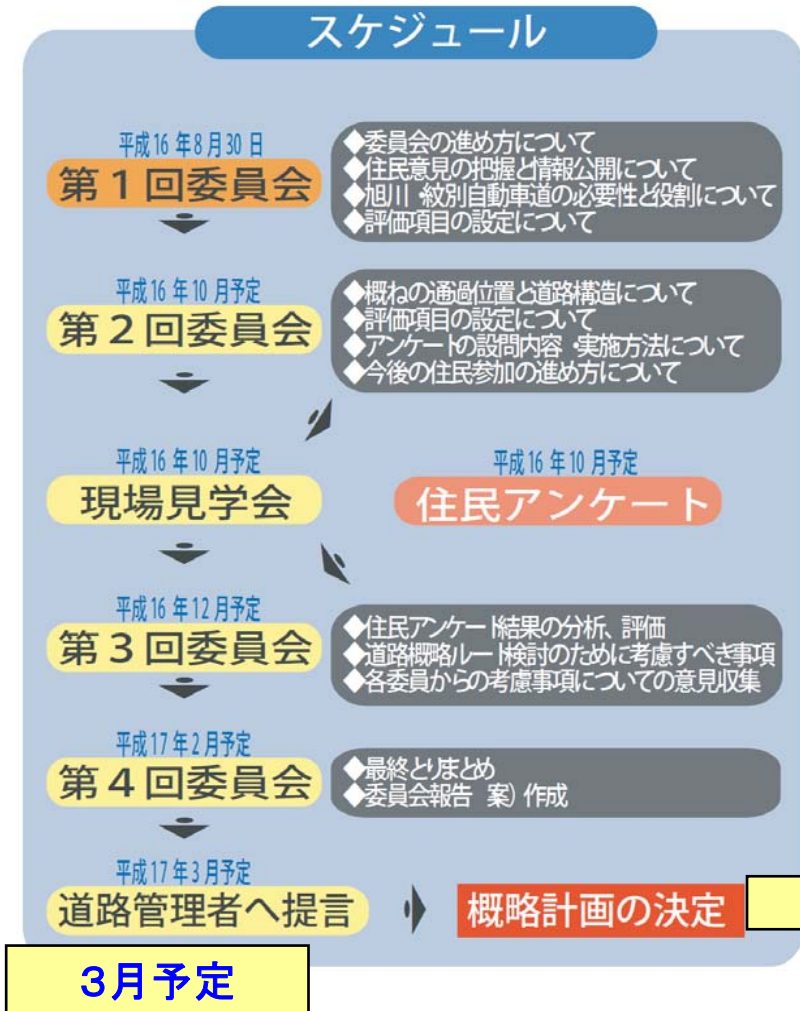 スケジュール
平成16年8月30日
第1回委員会
◆委員会の進め方について
◆住民意見の把握と情報公開について
◆旭川・紋別自動車道の必要性と役割について
◆評価項目の設定について
平成16年10月予定
第2回委員会
◆概ねの通過位置と道路構造について
◆評価項目の設定について
◆アンケートの設問内容・実施方法について
◆今後の住民参加の進め方について
平成16年10月予定
現場見学会
平成16年10月予定
住民アンケート
平成16年12月予定
第3回委員会
◆住民アンケート結果の分析、評価
◆道路概略ルート検討のために考慮すべき事項
◆各委員からの考慮事項についての意見収集
平成17年2月予定
第4回委員会
◆最終とりまとめ
◆委員会報告 案)作成
平成17年3月予定
道路管理者へ提言
概略計画の決定
3月予定